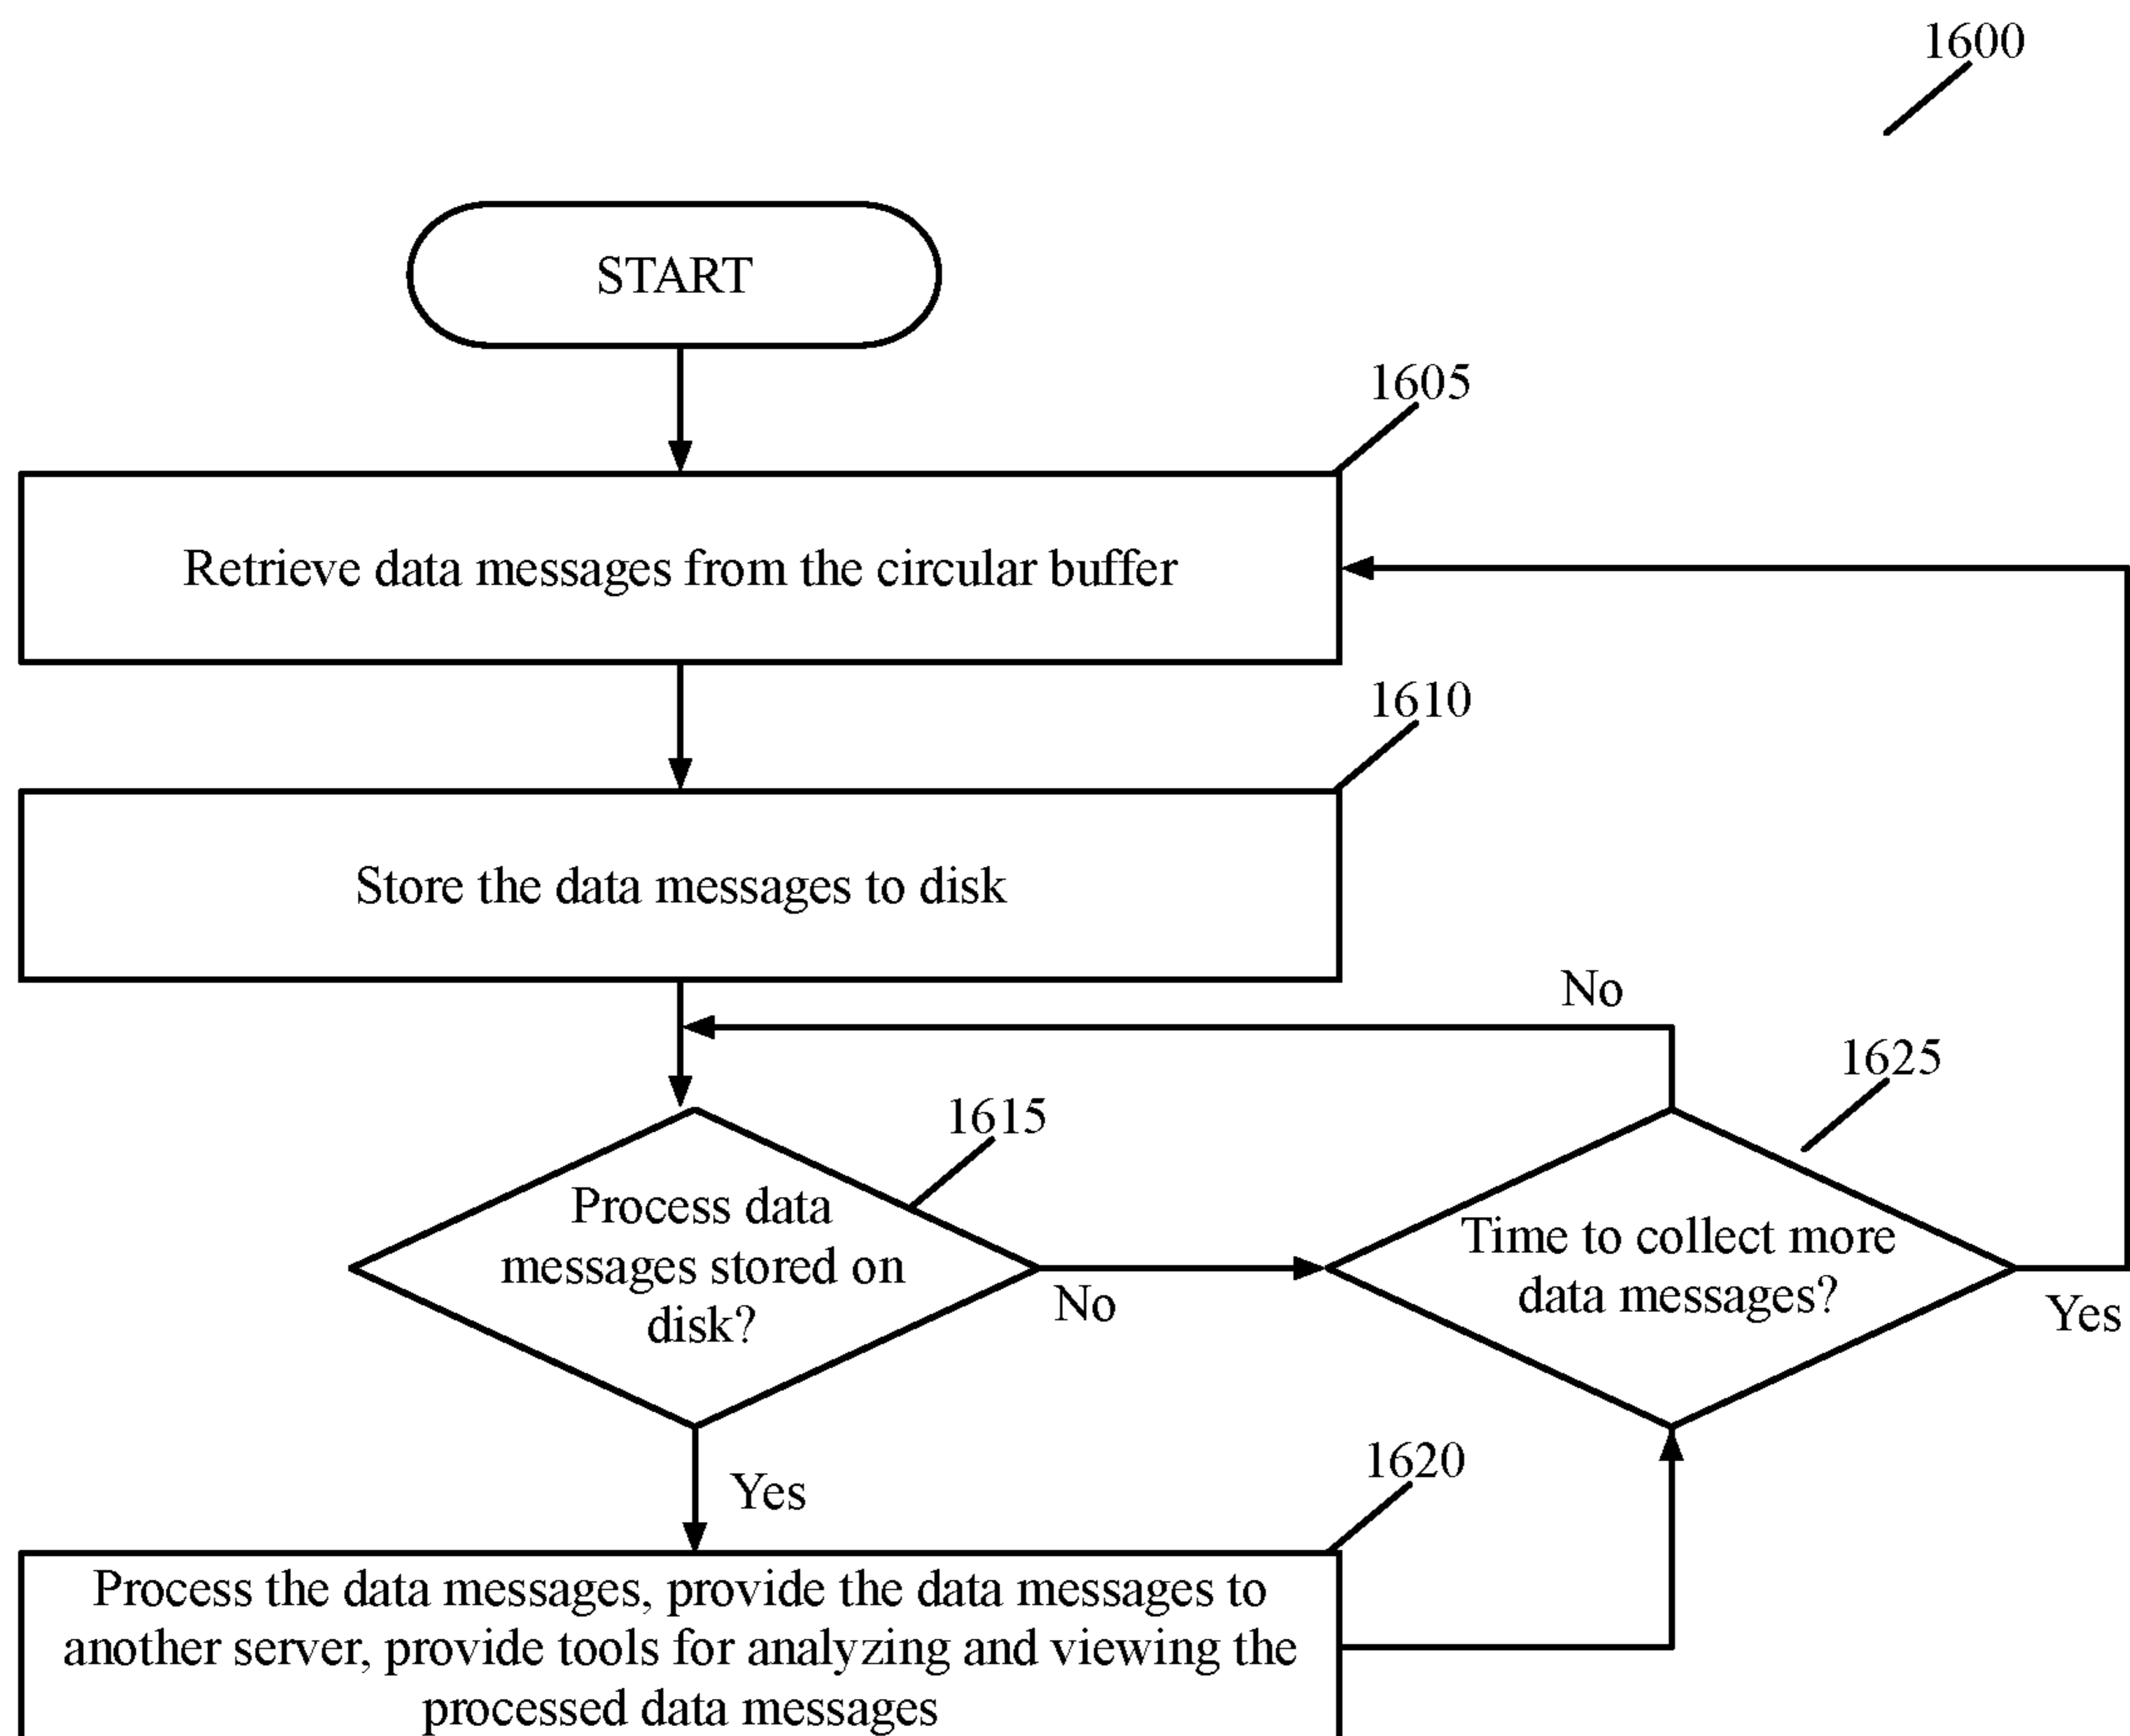 1600
START
1605
Retrieve data messages from the circular buffer
1610
Store the data messages to disk
No
1625
1615
Process data
messages stored on
disk?
No
Time to collect more
data messages?
Yes
Yes
1620
Process the data messages, provide the data messages to
another server, provide tools for analyzing and viewing the
processed data messages